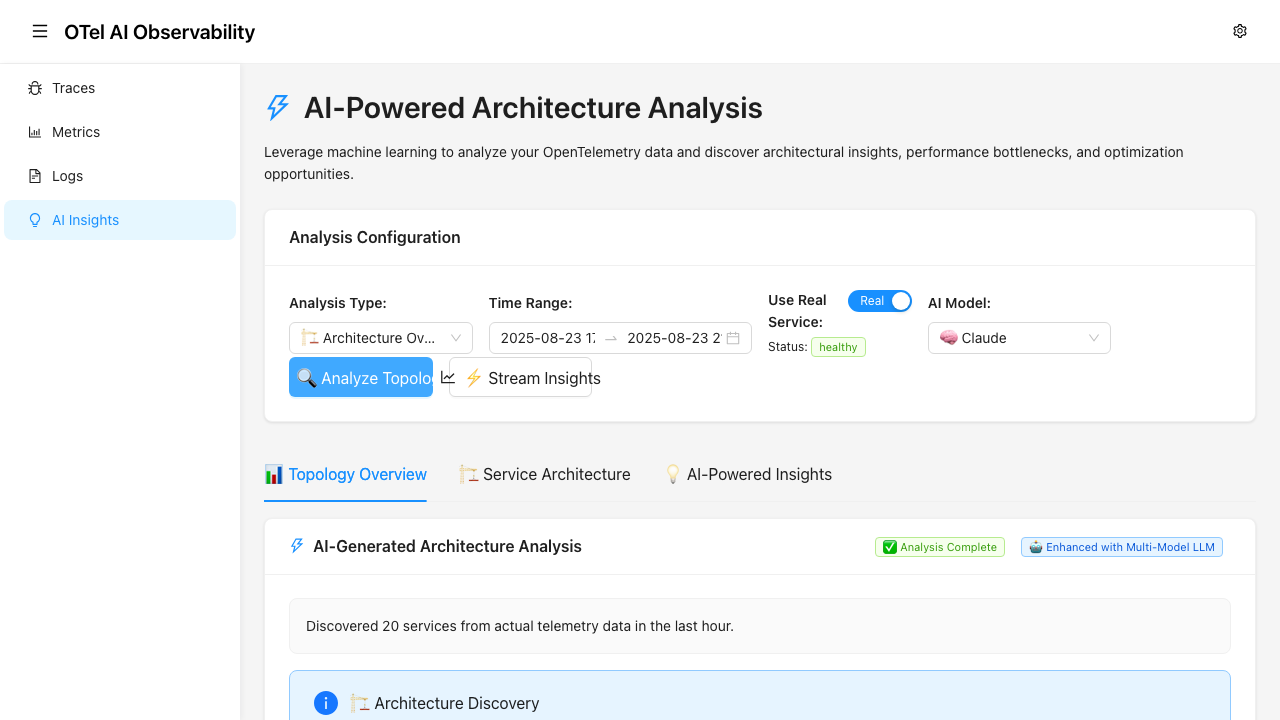 OTel AI Observability
Traces
Metrics
Logs
AI Insights
AI-Powered Architecture Analysis
Leverage machine learning to analyze your OpenTelemetry data and discover architectural insights, performance bottlenecks, and optimization
opportunities.
Analysis Configuration
Analysis Type:
🏗️ Architecture Ov...
Time Range:
2025-08-23 17
2025-08-23 2
Use Real
Service:
Real
Status: healthy
AI Model:
🧠 Claude
🔍 Analyze Topolo
⚡ Stream Insights
📊 Topology Overview
🏗️ Service Architecture
💡 AI-Powered Insights
AI-Generated Architecture Analysis
✅ Analysis Complete
🤖 Enhanced with Multi-Model LLM
Discovered 20 services from actual telemetry data in the last hour.
🏗️ Architecture Discovery